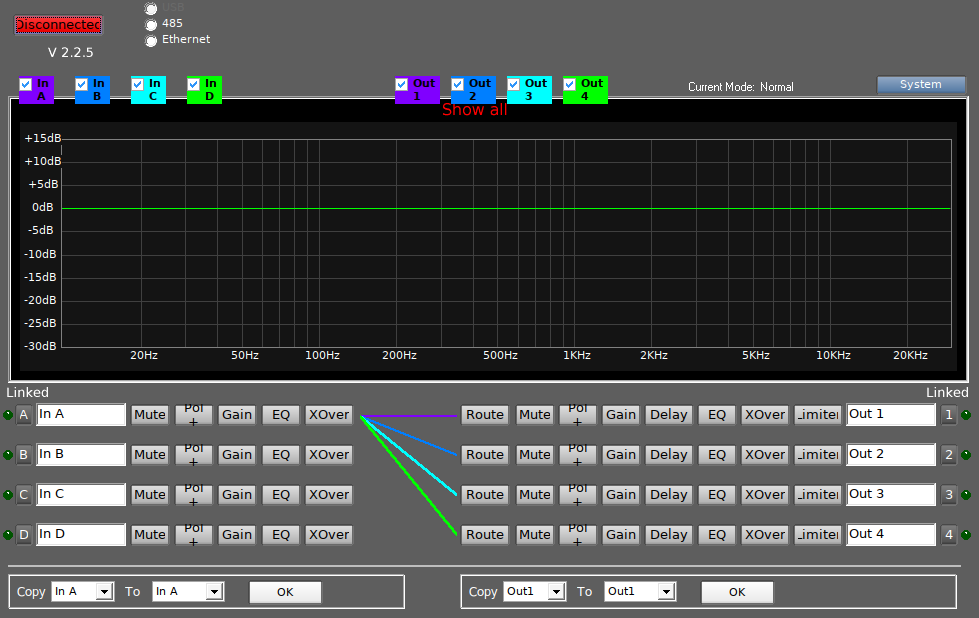 USB
Disconnected
485
Ethernet
V 2.2.5
In A In B In C In D Out 1 Out 2 Out 3 Out 4 Current Mode: Normal System
Show all
+15dB
+10dB
+5dB
0dB
-5dB
-10dB
-15dB
-20dB
-25dB
-30dB
20Hz 50Hz 100Hz 200Hz 500Hz 1KHz 2KHz 5KHz 10KHz 20KHz
Linked Linked
A In A Mute Pol + Gain EQ XOver Route Mute Pol + Gain Delay EQ XOver Limiter Out 1 1
B In B Mute Pol + Gain EQ XOver Route Mute Pol + Gain Delay EQ XOver Limiter Out 2 2
C In C Mute Pol + Gain EQ XOver Route Mute Pol + Gain Delay EQ XOver Limiter Out 3 3
D In D Mute Pol + Gain EQ XOver Route Mute Pol + Gain Delay EQ XOver Limiter Out 4 4
Copy In A To In A OK Copy Out1 To Out1 OK